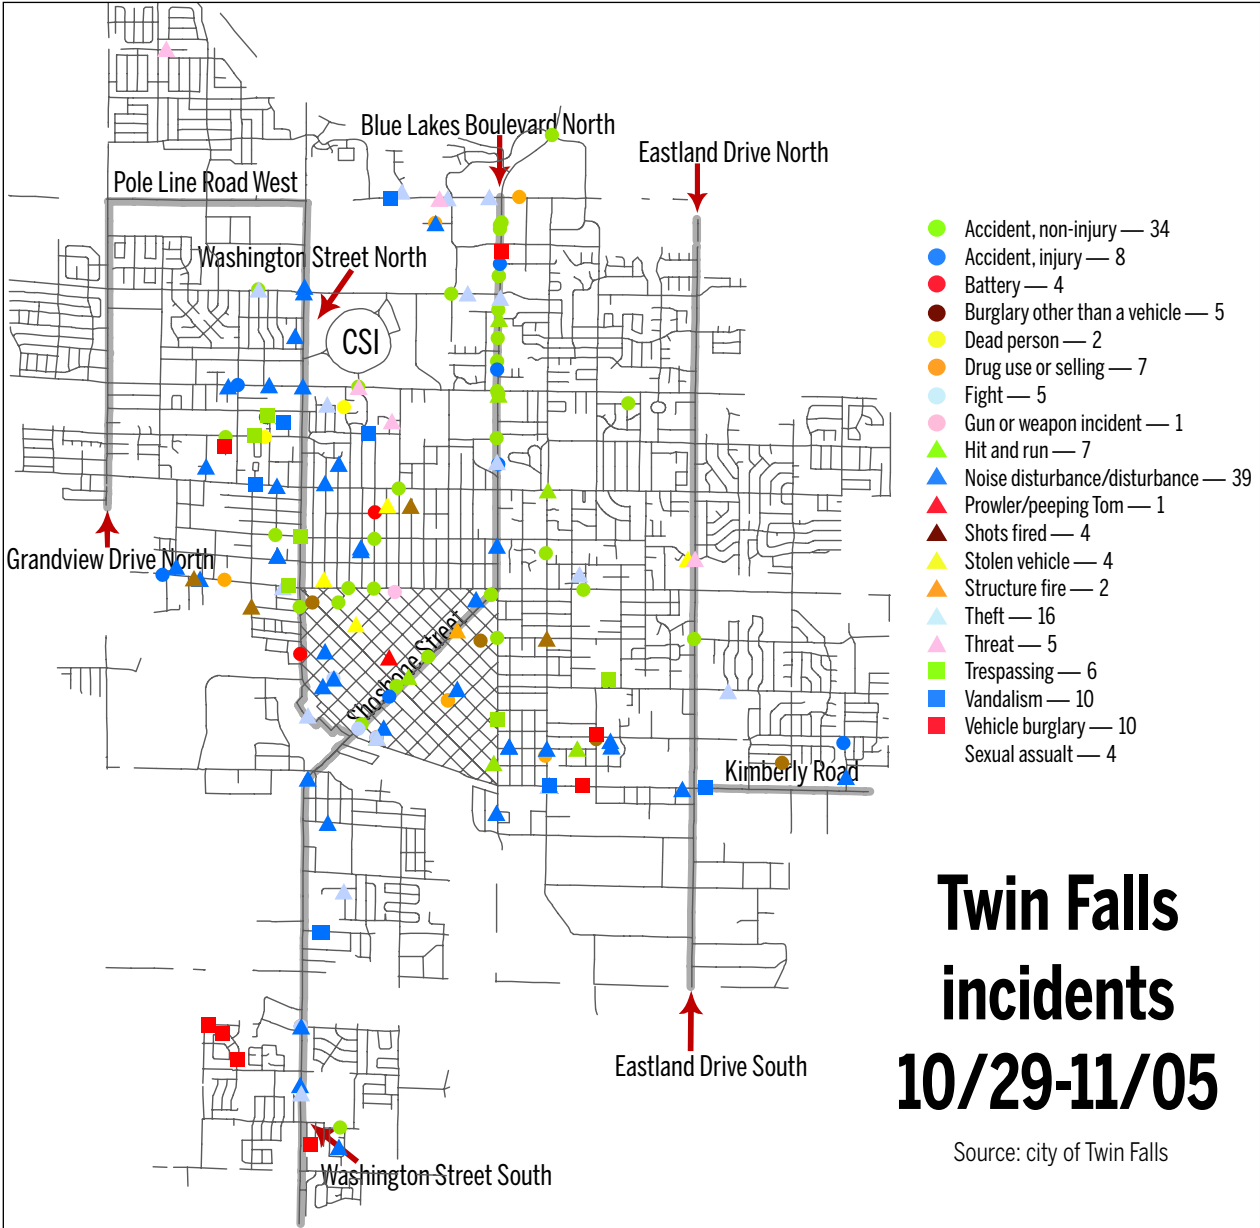 Blue Lakes Boulevard North
Eastland Drive North
Pole Line Road West
Washington Street North
CSI
Grandview Drive North
Shoshone Street
Kimberly Road
Eastland Drive South
Washington Street South
Accident, non-injury — 34
Accident, injury — 8
Battery — 4
Burglary other than a vehicle — 5
Dead person — 2
Drug use or selling — 7
Fight — 5
Gun or weapon incident — 1
Hit and run — 7
Noise disturbance/disturbance — 39
Prowler/peeping Tom — 1
Shots fired — 4
Stolen vehicle — 4
Structure fire — 2
Theft — 16
Threat — 5
Trespassing — 6
Vandalism — 10
Vehicle burglary — 10
Sexual assualt — 4
Twin Falls
incidents
10/29-11/05
Source: city of Twin Falls